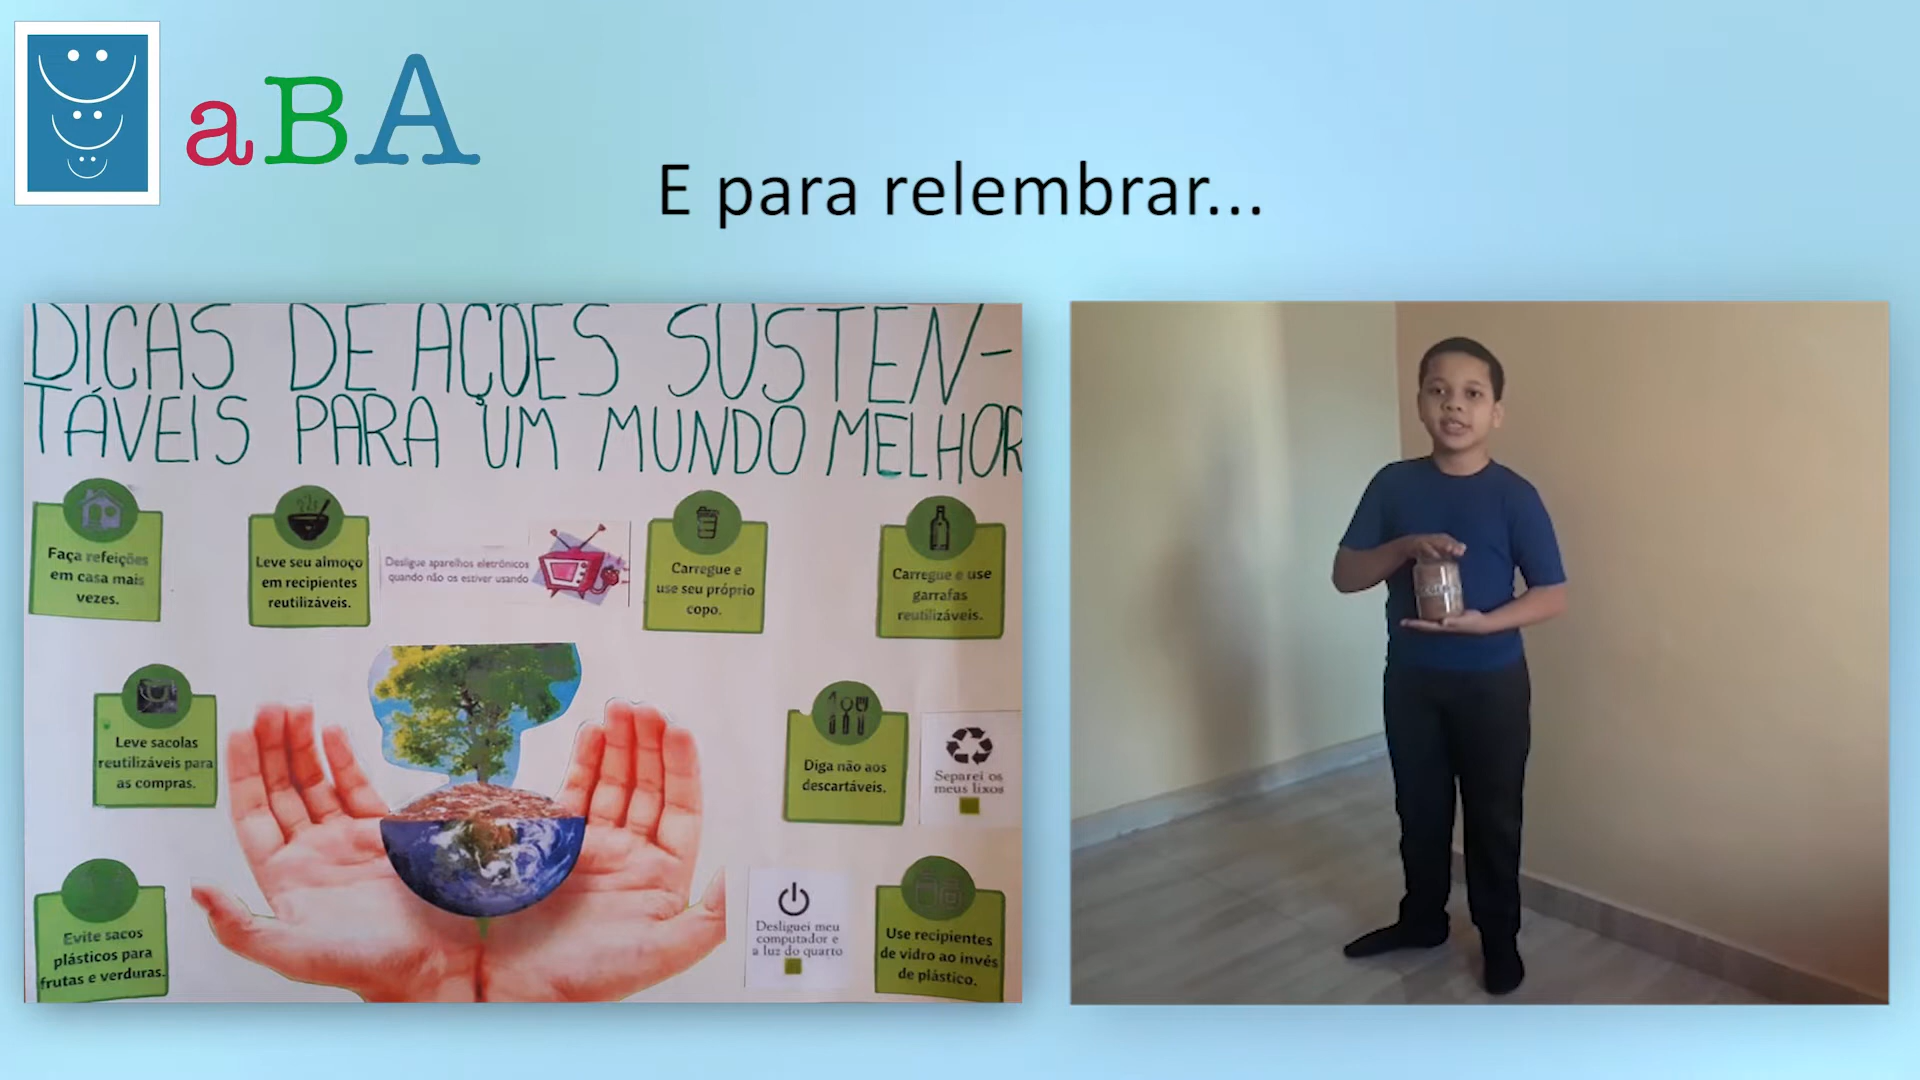 aBA
E para relembrar...
DICAS DE AÇÕES SUSTEN-
TÁVEIS PARA UM MUNDO MELHOR
Faça refeições
em casa mais
vezes.
Leve seu almoço
em recipientes
reutilizáveis.
Desligue aparelhos eletrônicos
quando não os estiver usando
Carregue e
use seu próprio
copo.
Carregue e use
garrafas
reutilizáveis.
Leve sacolas
reutilizáveis para
as compras.
Diga não aos
descartáveis.
Separei os
meus lixos
Evite sacos
plásticos para
frutas e verduras.
Desliguei meu
computador e
a luz do quarto
Use recipientes
de vidro ao invés
de plástico.